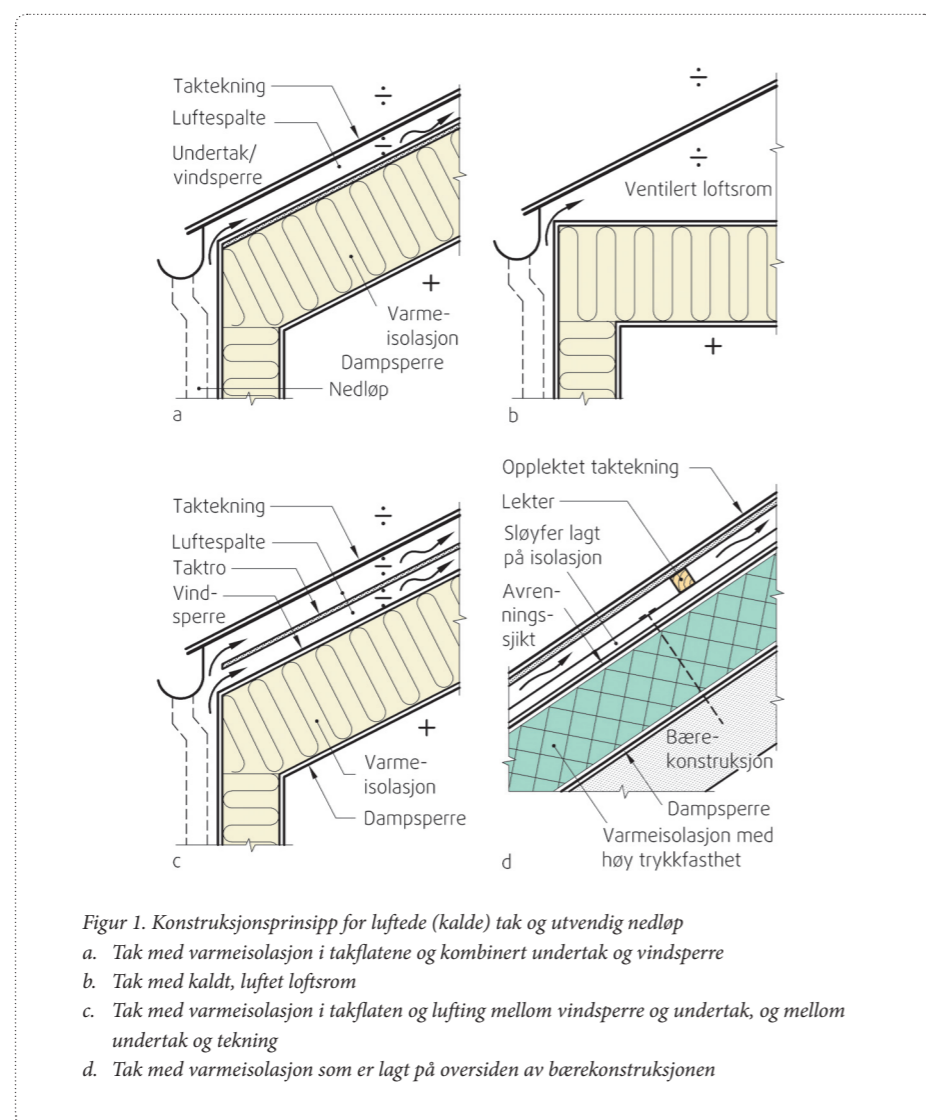 Taktekning
Luftespalte
Undertak/
vindsperre
÷
÷
+
Varme-
isolasjon
Dampsperre
Nedløp
a
÷
÷
Ventilert loftsrom
+
b
Taktekning
Luftespalte
Taktro
Vind-
sperre
÷
÷
÷
+
Varme-
isolasjon
Dampsperre
c
Opplektet taktekning
Lekter
Sløyfer lagt
på isolasjon
Avren-
nings-
sjikt
Bære-
konstruksjon
Dampsperre
Varmeisolasjon med
høy trykkfasthet
d
Figur 1. Konstruksjonsprinsipp for luftede (kalde) tak og utvendig nedløp
a. Tak med varmeisolasjon i takflatene og kombinert undertak og vindsperre
b. Tak med kaldt, luftet loftsrom
c. Tak med varmeisolasjon i takflaten og lufting mellom vindsperre og undertak, og mellom
undertak og tekning
d. Tak med varmeisolasjon som er lagt på oversiden av bærekonstruksjonen